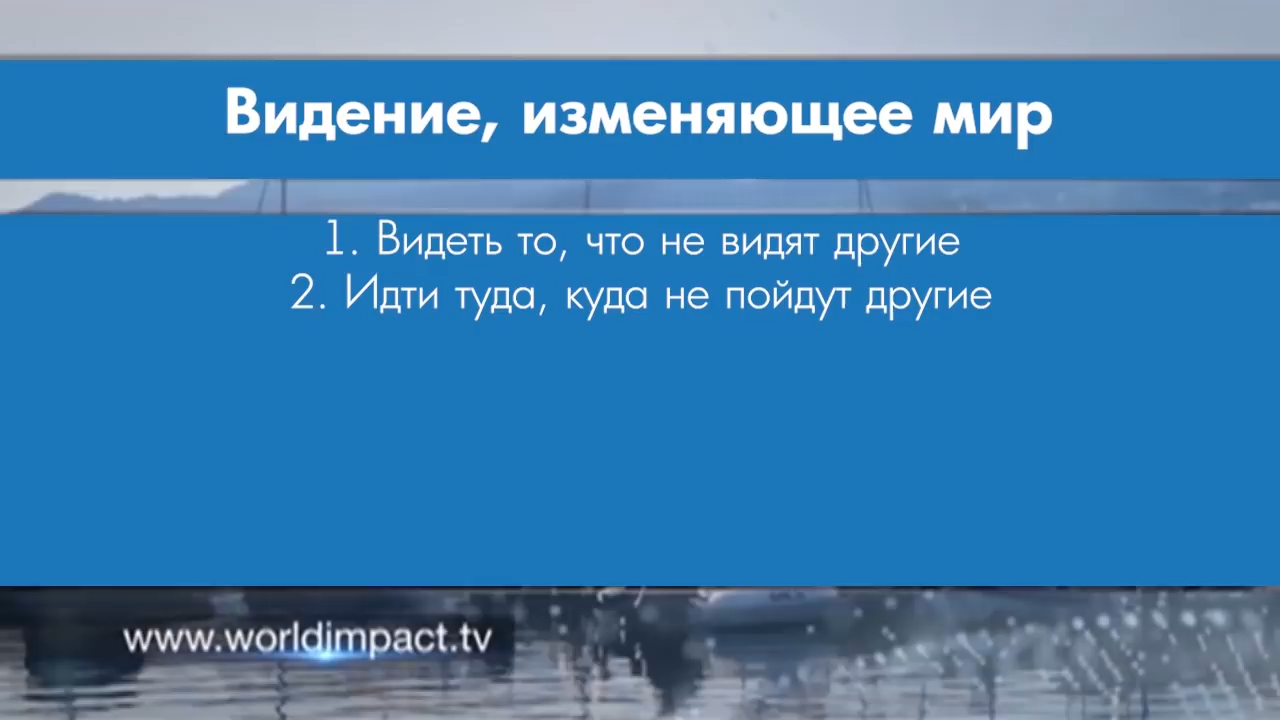 Видение, изменяющее мир
1. Видеть то, что не видят другие
2. Идти туда, куда не пойдут другие
www.worldimpact.tv